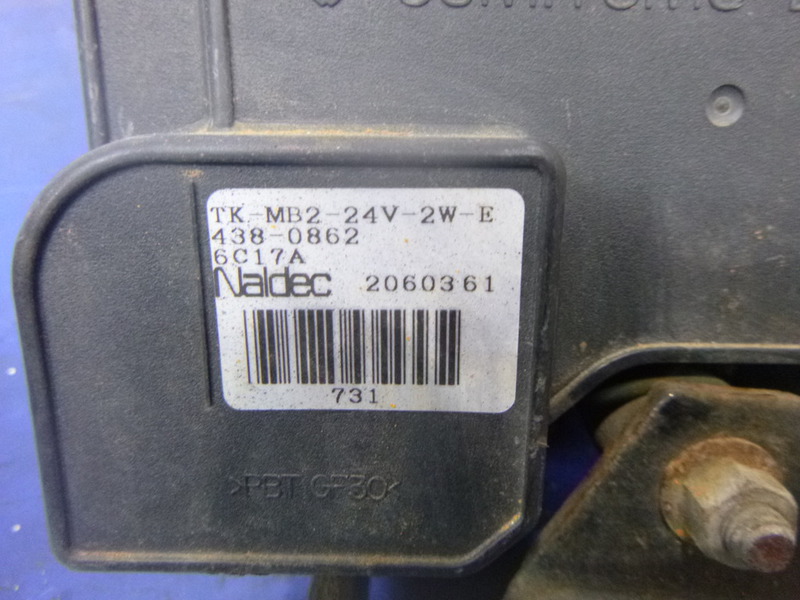 TK-MB2-24V-2W-E
438-0862
6C17A
Naldec 2060361
731
>PBT GF30<